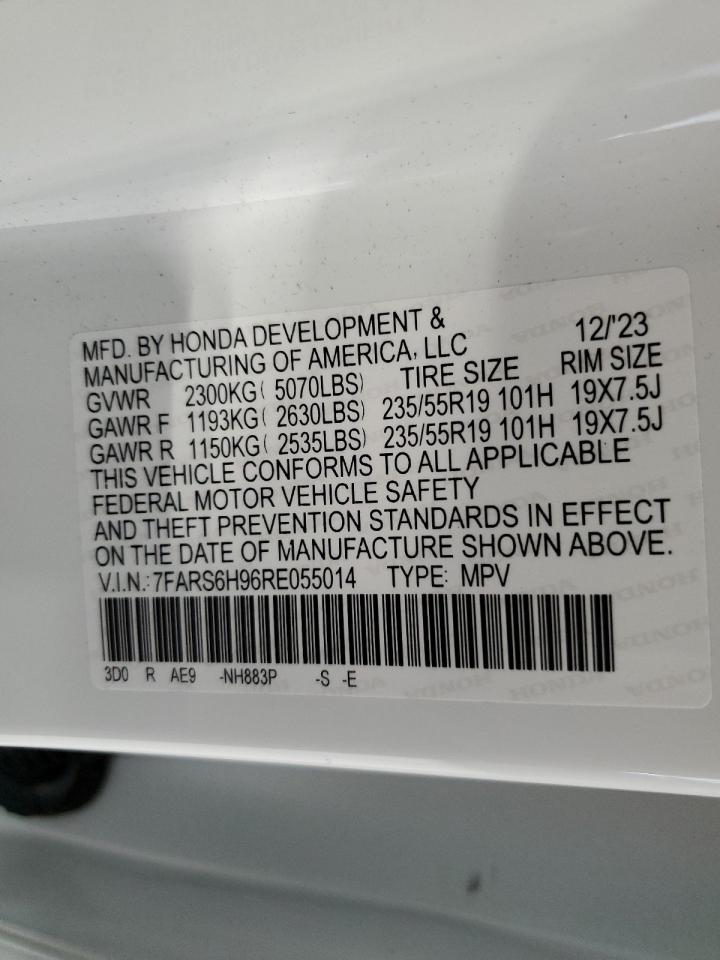 MFD. BY HONDA DEVELOPMENT & 12/'23
MANUFACTURING OF AMERICA, LLC
GVWR 2300KG( 5070LBS) TIRE SIZE RIM SIZE
GAWR F 1193KG( 2630LBS) 235/55R19 101H 19X7.5J
GAWR R 1150KG( 2535LBS) 235/55R19 101H 19X7.5J
THIS VEHICLE CONFORMS TO ALL APPLICABLE
FEDERAL MOTOR VEHICLE SAFETY
AND THEFT PREVENTION STANDARDS IN EFFECT
ON THE DATE OF MANUFACTURE SHOWN ABOVE.
V.I.N.:7FARS6H96RE055014 TYPE: MPV
3D0 R AE9 -NH883P -S -E